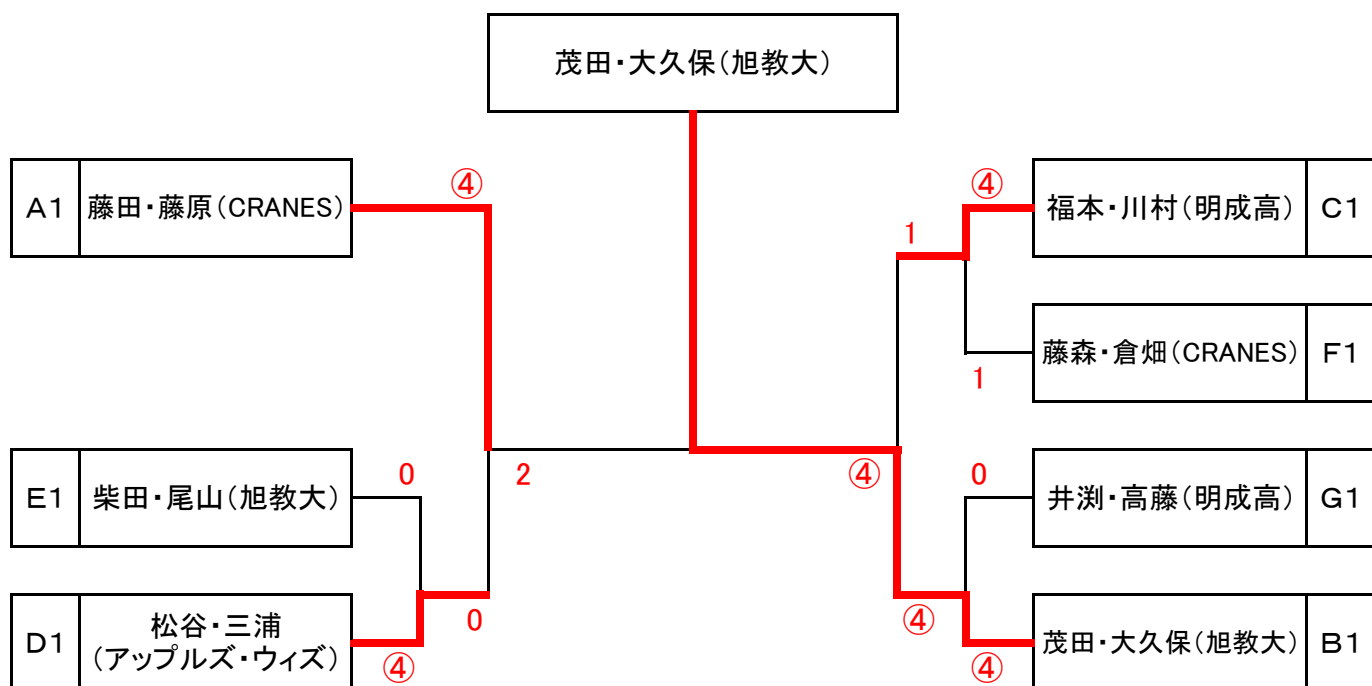 茂田・大久保(旭教大)
A1 藤田・藤原(CRANES)
④
④
福本・川村(明成高) C1
1
藤森・倉畑(CRANES) F1
1
E1 柴田・尾山(旭教大)
0
2
④
0
井渕・高藤(明成高) G1
D1 松谷・三浦
(アップルズ・ウィズ)
④
0
④
④
茂田・大久保(旭教大) B1